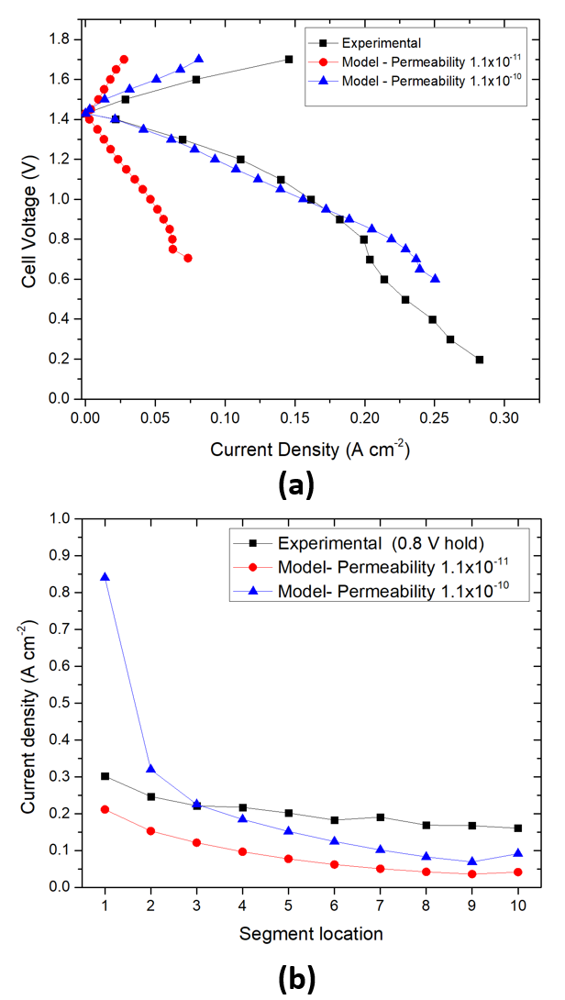 1.8
1.6
1.4
1.2
1.0
0.8
0.6
0.4
0.2
0.0
Cell Voltage (V)
Experimental
Model - Permeability 1.1x10⁻¹¹
Model - Permeability 1.1x10⁻¹⁰
0.00 0.05 0.10 0.15 0.20 0.25 0.30
Current Density (A cm⁻²)
(a)
1.0
0.9
0.8
0.7
0.6
0.5
0.4
0.3
0.2
0.1
0.0
Current density (A cm⁻²)
Experimental (0.8 V hold)
Model- Permeability 1.1x10⁻¹¹
Model- Permeability 1.1x10⁻¹⁰
1 2 3 4 5 6 7 8 9 10
Segment location
(b)